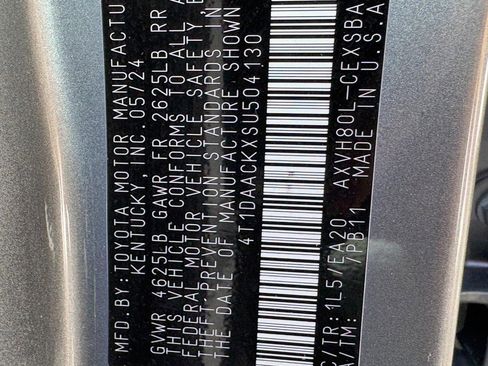 MFD. BY: TOYOTA MOTOR MANUFACTU
KENTUCKY, INC. 05/24
GVWR 4625LB GAWR FR 2625LB RR
THIS VEHICLE CONFORMS TO ALL
FEDERAL MOTOR VEHICLE SAFETY
THEFT PREVENTION STANDARDS IN
THE DATE OF MANUFACTURE SHOWN
4T1DAACKXSU504130
C/TR: 1L5/EA20 AXVH80L-CEXSBA
A/TM: /PB11 MADE IN U.S.A